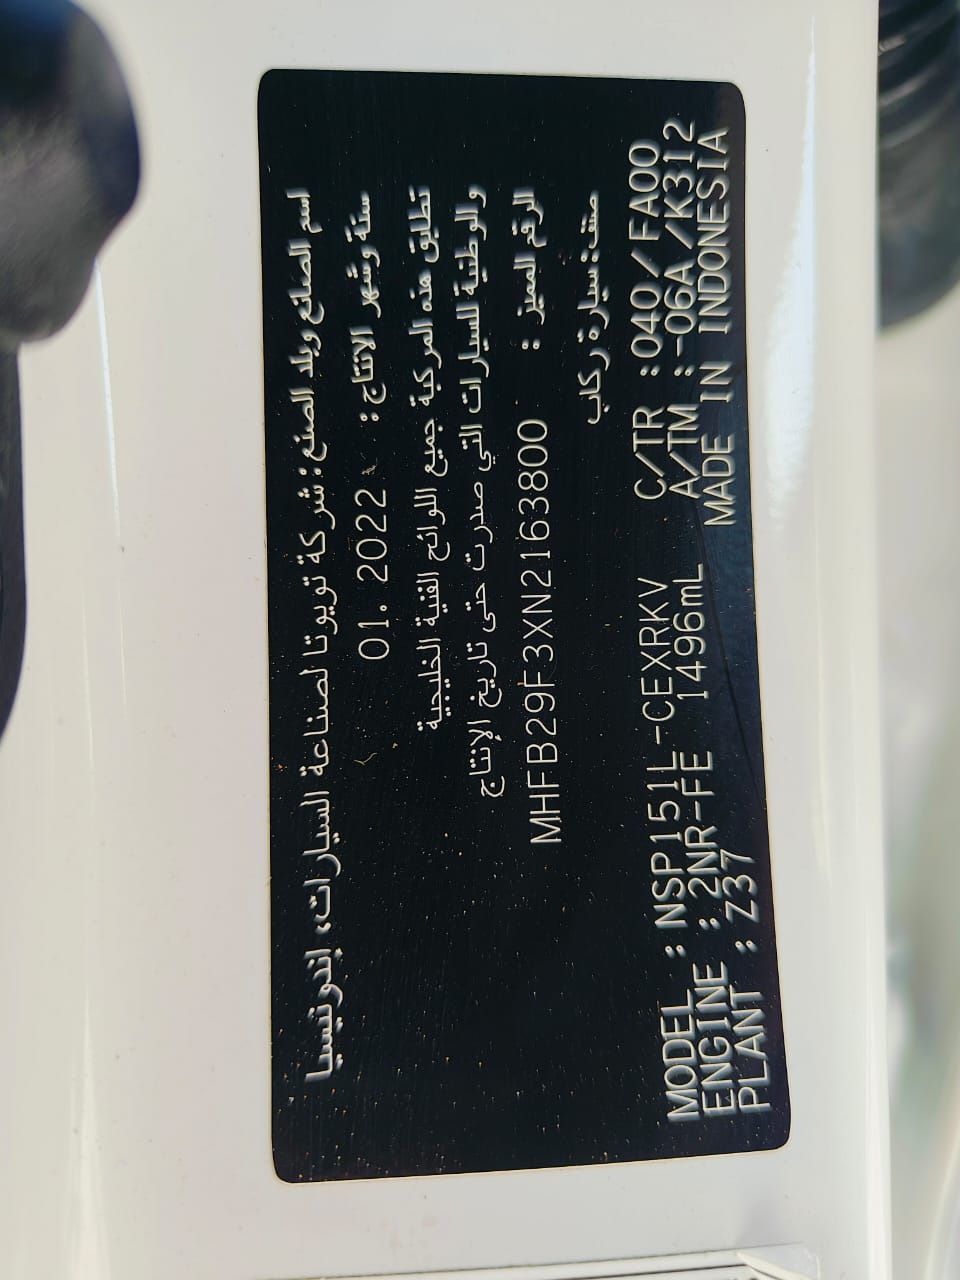 اسم الصانع وبلد الصنع : شركة تويوتا لصناعة السيارات، إندونيسيا
سنة وشهر الانتاج : 01.2022
تطابق هذه المركبة جميع اللوائح الفنية الخليجية
والوطنية للسيارات التي صدرت حتى تاريخ الإنتاج
الرقم المميز : MHFB29F3XN2163800
صنف: سيارة ركاب
MODEL : NSP151L-CEXRKV C/TR :040/FA00
ENGINE : 2NR-FE 1496mL A/TM :-06A/K312
PLANT : Z37 MADE IN INDONESIA